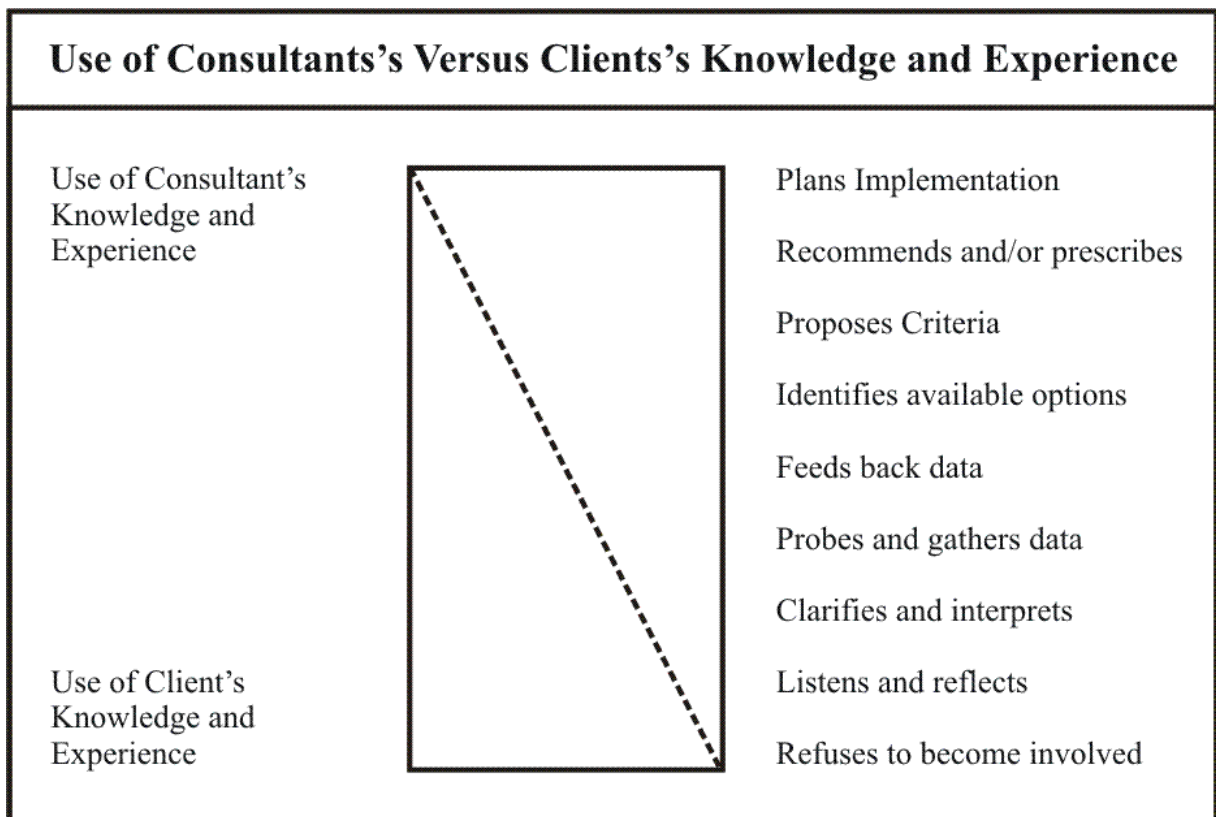 Use of Consultants's Versus Clients's Knowledge and Experience
Use of Consultant’s
Knowledge and
Experience
Use of Client’s
Knowledge and
Experience
Plans Implementation
Recommends and/or prescribes
Proposes Criteria
Identifies available options
Feeds back data
Probes and gathers data
Clarifies and interprets
Listens and reflects
Refuses to become involved